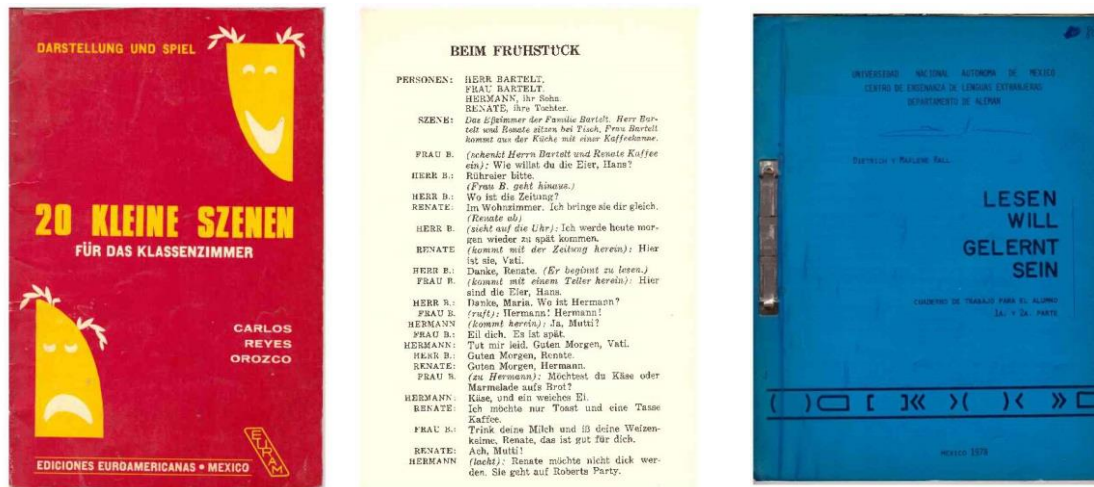 DARSTELLUNG UND SPIEL
20 KLEINE SZENEN
FÜR DAS KLASSENZIMMER
CARLOS
REYES
OROZCO
EURAM
EDICIONES EUROAMERICANAS • MEXICO
BEIM FRÜHSTÜCK
PERSONEN: HERR BARTELT,
FRAU BARTELT.
HERMANN, ihr Sohn.
RENATE, ihre Tochter.
SZENE: Das Eßzimmer der Familie Bartelt. Herr Bar-
telt und Renate sitzen bei Tisch. Frau Bartelt
kommt aus der Küche mit einer Kaffeekanne.
FRAU B. (schenkt Herrn Bartelt und Renate Kaffee
ein): Wie willst du die Eier, Hans?
HERR B.: Rühreier bitte.
(Frau B. geht hinaus.)
HERR B.: Wo ist die Zeitung?
RENATE: Im Wohnzimmer. Ich bringe sie dir gleich.
(Renate ab)
HERR B. (sieht auf die Uhr): Ich werde heute mor-
gen wieder zu spät kommen.
RENATE (kommt mit der Zeitung herein): Hier
ist sie, Vati.
HERR B.: Danke, Renate. (Er beginnt zu lesen.)
FRAU B. (kommt mit einem Teller herein): Hier
sind die Eier, Hans.
HERR B.: Danke, Maria. Wo ist Hermann?
FRAU B. (ruft): Hermann! Hermann!
HERMANN (kommt herein): Ja, Mutti?
FRAU B.: Eil dich. Es ist spät.
HERMANN: Tut mir leid. Guten Morgen, Vati.
HERR B.: Guten Morgen, Renate.
RENATE: Guten Morgen, Hermann.
FRAU B. (zu Hermann): Möchtest du Käse oder
Marmelade aufs Brot?
HERMANN: Käse, und ein weiches Ei.
RENATE: Ich möchte nur Toast und eine Tasse
Kaffee.
FRAU B.: Trink deine Milch und iß deine Weizen-
keime, Renate, das ist gut für dich.
RENATE: Ach, Mutti!
HERMANN (lacht): Renate möchte nicht dick wer-
den. Sie geht auf Roberts Party.
UNIVERSIDAD NACIONAL AUTONOMA DE MEXICO
CENTRO DE ENSEÑANZA DE LENGUAS EXTRANJERAS
DEPARTAMENTO DE ALEMAN
DIETRICH Y MARLENE RALL
LESEN
WILL
GELERNT
SEIN
CUADERNO DE TRABAJO PARA EL ALUMNO
1A. Y 2A. PARTE
MEXICO 1979